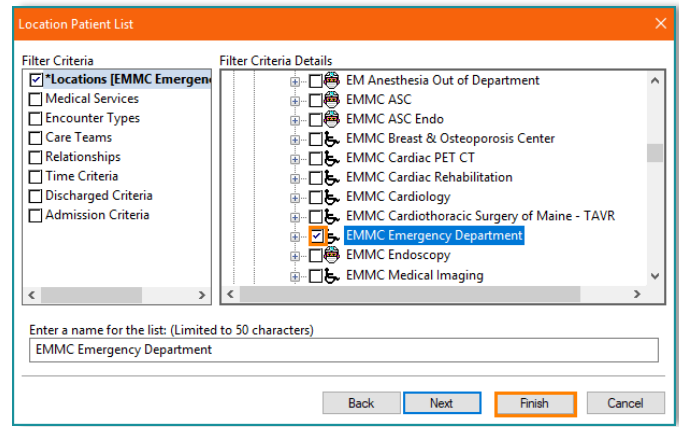 Location Patient List
Filter Criteria
*Locations [EMMC Emergen
Medical Services
Encounter Types
Care Teams
Relationships
Time Criteria
Discharged Criteria
Admission Criteria
Filter Criteria Details
EM Anesthesia Out of Department
EMMC ASC
EMMC ASC Endo
EMMC Breast & Osteoporosis Center
EMMC Cardiac PET CT
EMMC Cardiac Rehabilitation
EMMC Cardiology
EMMC Cardiothoracic Surgery of Maine - TAVR
EMMC Emergency Department
EMMC Endoscopy
EMMC Medical Imaging
Enter a name for the list: (Limited to 50 characters)
EMMC Emergency Department
Back Next Finish Cancel